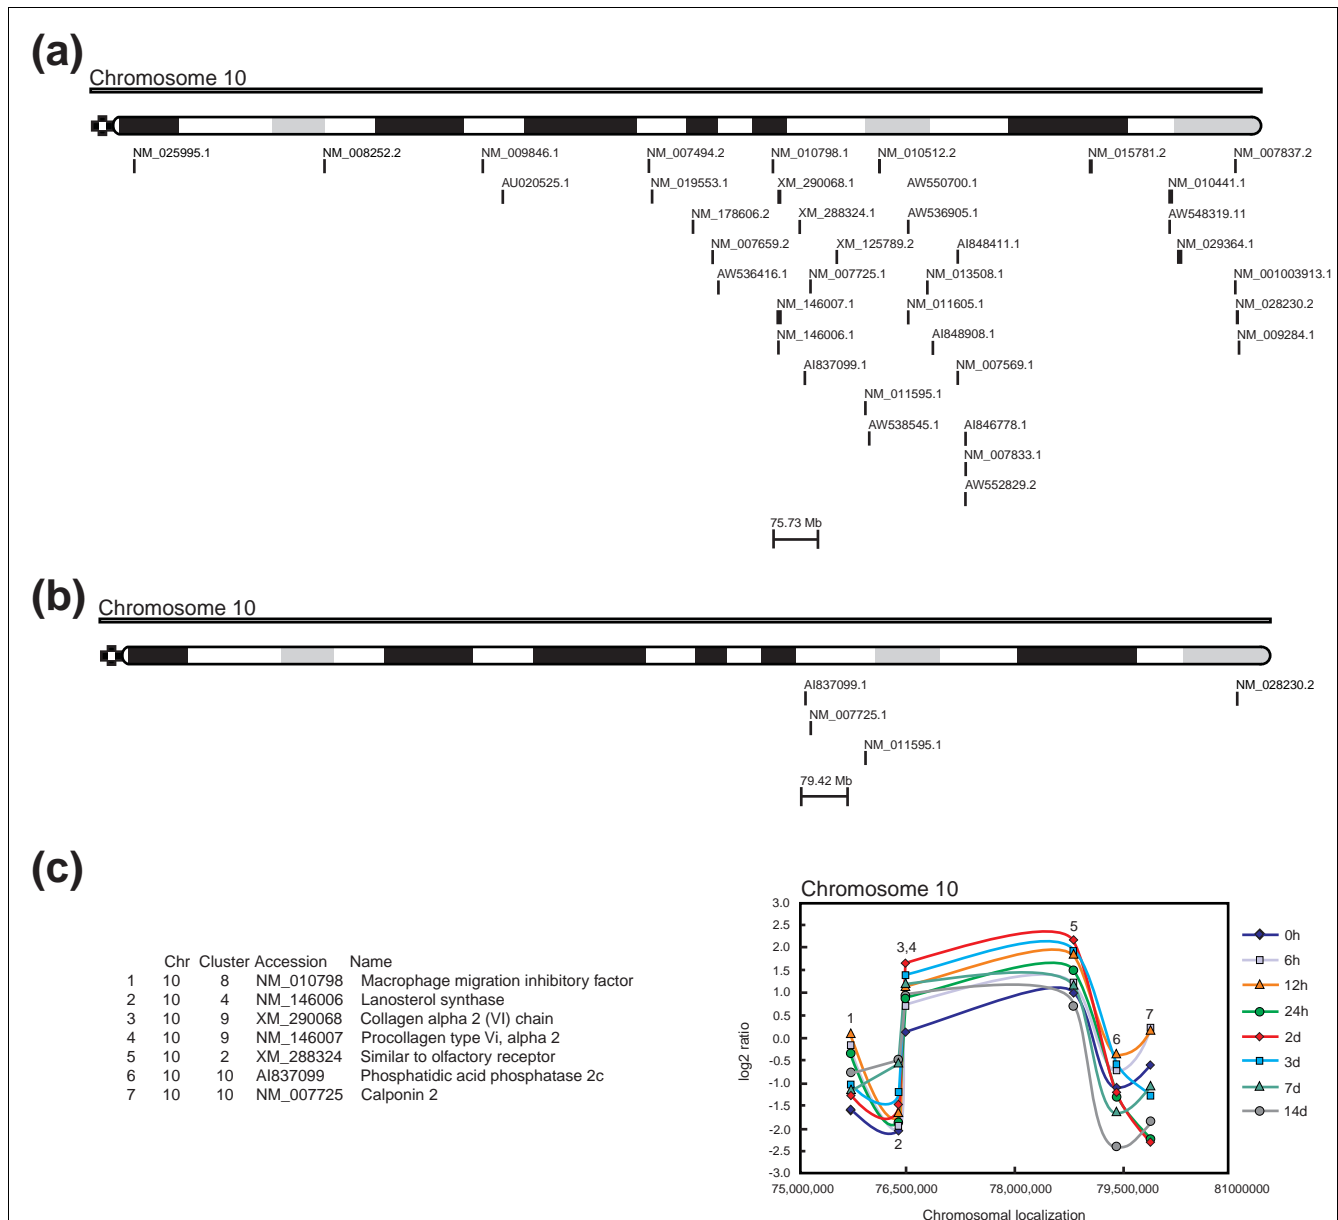 (a)
Chromosome 10
NM_025995.1 NM_008252.2 NM_009846.1 NM_007494.2 NM_010798.1 NM_010512.2 NM_015781.2 NM_007837.2
AU020525.1 NM_019553.1 XM_290068.1 AW550700.1 NM_010441.1
NM_178606.2 XM_288324.1 AW536905.1 AW548319.11
NM_007659.2 XM_125789.2 AI848411.1 NM_029364.1
AW536416.1 NM_007725.1 NM_013508.1 NM_001003913.1
NM_146007.1 NM_011605.1 NM_028230.2
NM_146006.1 AI848908.1 NM_009284.1
AI837099.1 NM_007569.1
NM_011595.1
AW538545.1 AI846778.1
NM_007833.1
AW552829.2
75.73 Mb
(b)
Chromosome 10
AI837099.1 NM_028230.2
NM_007725.1
NM_011595.1
79.42 Mb
(c)
Chr Cluster Accession Name
1 10 8 NM_010798 Macrophage migration inhibitory factor
2 10 4 NM_146006 Lanosterol synthase
3 10 9 XM_290068 Collagen alpha 2 (VI) chain
4 10 9 NM_146007 Procollagen type Vi, alpha 2
5 10 2 XM_288324 Similar to olfactory receptor
6 10 10 AI837099 Phosphatidic acid phosphatase 2c
7 10 10 NM_007725 Calponin 2
Chromosome 10
3.0
2.5
2.0
1.5
1.0
0.5
0.0
-0.5
-1.0
-1.5
-2.0
-2.5
-3.0
log2 ratio
1
2
3,4
5
6
7
75,000,000 76,500,000 78,000,000 79,500,000 81000000
Chromosomal localization
0h
6h
12h
24h
2d
3d
7d
14d